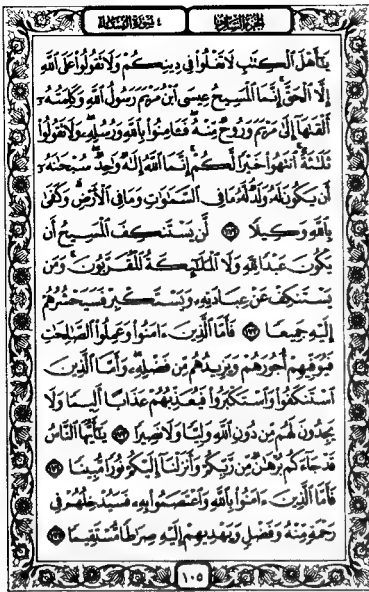 الجزء السادس
٤ سورة النساء
يَٰٓأَهْلَ ٱلْكِتَٰبِ لَا تَغْلُوا۟ فِى دِينِكُمْ وَلَا تَقُولُوا۟ عَلَى ٱللَّهِ
إِلَّا ٱلْحَقَّ ۚ إِنَّمَا ٱلْمَسِيحُ عِيسَى ٱبْنُ مَرْيَمَ رَسُولُ ٱللَّهِ وَكَلِمَتُهُۥٓ
أَلْقَىٰهَآ إِلَىٰ مَرْيَمَ وَرُوحٌ مِّنْهُ ۖ فَـَٔامِنُوا۟ بِٱللَّهِ وَرُسُلِهِۦ ۖ وَلَا تَقُولُوا۟
ثَلَٰثَةٌ ۚ ٱنتَهُوا۟ خَيْرًا لَّكُمْ ۚ إِنَّمَا ٱللَّهُ إِلَٰهٌ وَٰحِدٌ ۖ سُبْحَٰنَهُۥٓ
أَن يَكُونَ لَهُۥ وَلَدٌ ۘ لَّهُۥ مَا فِى ٱلسَّمَٰوَٰتِ وَمَا فِى ٱلْأَرْضِ ۗ وَكَفَىٰ
بِٱللَّهِ وَكِيلًا ١٧١ لَّن يَسْتَنكِفَ ٱلْمَسِيحُ أَن
يَكُونَ عَبْدًا لِّلَّهِ وَلَا ٱلْمَلَٰٓئِكَةُ ٱلْمُقَرَّبُونَ ۚ وَمَن
يَسْتَنكِفْ عَنْ عِبَادَتِهِۦ وَيَسْتَكْبِرْ فَسَيَحْشُرُهُمْ
إِلَيْهِ جَمِيعًا ١٧٢ فَأَمَّا ٱلَّذِينَ ءَامَنُوا۟ وَعَمِلُوا۟ ٱلصَّٰلِحَٰتِ
فَيُوَفِّيهِمْ أُجُورَهُمْ وَيَزِيدُهُم مِّن فَضْلِهِۦ ۖ وَأَمَّا ٱلَّذِينَ
ٱسْتَنكَفُوا۟ وَٱسْتَكْبَرُوا۟ فَيُعَذِّبُهُمْ عَذَابًا أَلِيمًا وَلَا
يَجِدُونَ لَهُم مِّن دُونِ ٱللَّهِ وَلِيًّا وَلَا نَصِيرًا ١٧٣ يَٰٓأَيُّهَا ٱلنَّاسُ
قَدْ جَآءَكُم بُرْهَٰنٌ مِّن رَّبِّكُمْ وَأَنزَلْنَآ إِلَيْكُمْ نُورًا مُّبِينًا ١٧٤
فَأَمَّا ٱلَّذِينَ ءَامَنُوا۟ بِٱللَّهِ وَٱعْتَصَمُوا۟ بِهِۦ فَسَيُدْخِلُهُمْ فِى
رَحْمَةٍ مِّنْهُ وَفَضْلٍ وَيَهْدِيهِمْ إِلَيْهِ صِرَٰطًا مُّسْتَقِيمًا ١٧٥
١٠٥